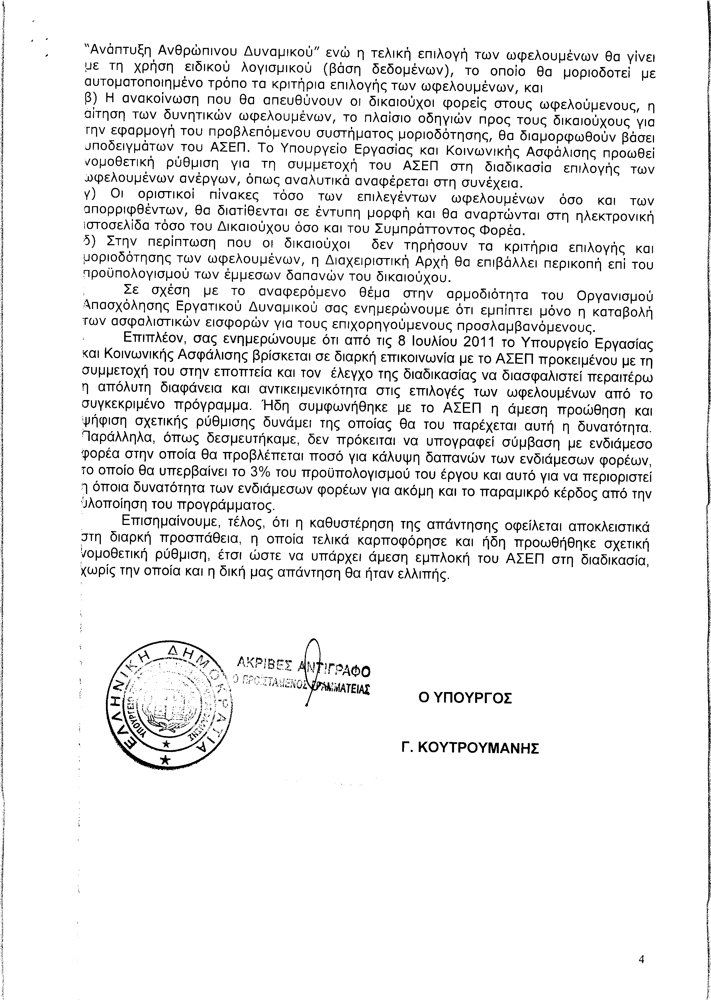 "Ανάπτυξη Ανθρώπινου Δυναμικού" ενώ η τελική επιλογή των ωφελουμένων θα γίνει
με τη χρήση ειδικού λογισμικού (βάση δεδομένων), το οποίο θα μοριοδοτεί με
αυτοματοποιημένο τρόπο τα κριτήρια επιλογής των ωφελουμένων, και
β) Η ανακοίνωση που θα απευθύνουν οι δικαιούχοι φορείς στους ωφελούμενους, η
αίτηση των δυνητικών ωφελουμένων, το πλαίσιο οδηγιών προς τους δικαιούχους για
την εφαρμογή του προβλεπόμενου συστήματος μοριοδότησης, θα διαμορφωθούν βάσει
υποδειγμάτων του ΑΣΕΠ. Το Υπουργείο Εργασίας και Κοινωνικής Ασφάλισης προωθεί
νομοθετική ρύθμιση για τη συμμετοχή του ΑΣΕΠ στη διαδικασία επιλογής των
ωφελουμένων ανέργων, όπως αναλυτικά αναφέρεται στη συνέχεια.
γ) Οι οριστικοί πίνακες τόσο των επιλεγέντων ωφελουμένων όσο και των
απορριφθέντων, θα διατίθενται σε έντυπη μορφή και θα αναρτώνται στη ηλεκτρονική
ιστοσελίδα τόσο του Δικαιούχου όσο και του Συμπράττοντος Φορέα.
δ) Στην περίπτωση που οι δικαιούχοι δεν τηρήσουν τα κριτήρια επιλογής και
μοριοδότησης των ωφελουμένων, η Διαχειριστική Αρχή θα επιβάλλει περικοπή επί του
προϋπολογισμού των έμμεσων δαπανών του δικαιούχου.
Σε σχέση με το αναφερόμενο θέμα στην αρμοδιότητα του Οργανισμού
Απασχόλησης Εργατικού Δυναμικού σας ενημερώνουμε ότι εμπίπτει μόνο η καταβολή
των ασφαλιστικών εισφορών για τους επιχορηγούμενους προσλαμβανόμενους.
Επιπλέον, σας ενημερώνουμε ότι από τις 8 Ιουλίου 2011 το Υπουργείο Εργασίας
και Κοινωνικής Ασφάλισης βρίσκεται σε διαρκή επικοινωνία με το ΑΣΕΠ προκειμένου με τη
συμμετοχή του στην εποπτεία και τον έλεγχο της διαδικασίας να διασφαλιστεί περαιτέρω
η απόλυτη διαφάνεια και αντικειμενικότητα στις επιλογές των ωφελουμένων από το
συγκεκριμένο πρόγραμμα. Ήδη συμφωνήθηκε με το ΑΣΕΠ η άμεση προώθηση και
ψήφιση σχετικής ρύθμισης δυνάμει της οποίας θα του παρέχεται αυτή η δυνατότητα.
Παράλληλα, όπως δεσμευτήκαμε, δεν πρόκειται να υπογραφεί σύμβαση με ενδιάμεσο
φορέα στην οποία θα προβλέπεται ποσό για κάλυψη δαπανών των ενδιάμεσων φορέων,
το οποίο θα υπερβαίνει το 3% του προϋπολογισμού του έργου και αυτό για να περιοριστεί
η όποια δυνατότητα των ενδιάμεσων φορέων για ακόμη και το παραμικρό κέρδος από την
υλοποίηση του προγράμματος.
Επισημαίνουμε, τέλος, ότι η καθυστέρηση της απάντησης οφείλεται αποκλειστικά
στη διαρκή προσπάθεια, η οποία τελικά καρποφόρησε και ήδη προωθήθηκε σχετική
νομοθετική ρύθμιση, έτσι ώστε να υπάρχει άμεση εμπλοκή του ΑΣΕΠ στη διαδικασία,
χωρίς την οποία και η δική μας απάντηση θα ήταν ελλιπής.
ΕΛΛΗΝΙΚΗ ΔΗΜΟΚΡΑΤΙΑ
ΥΠΟΥΡΓΕΙΟ
ΑΚΡΙΒΕΣ ΑΝΤΙΓΡΑΦΟ
Ο ΠΡΟΪΣΤΑΜΕΝΟΣ ΓΡΑΜΜΑΤΕΙΑΣ
Ο ΥΠΟΥΡΓΟΣ
Γ. ΚΟΥΤΡΟΥΜΑΝΗΣ
4